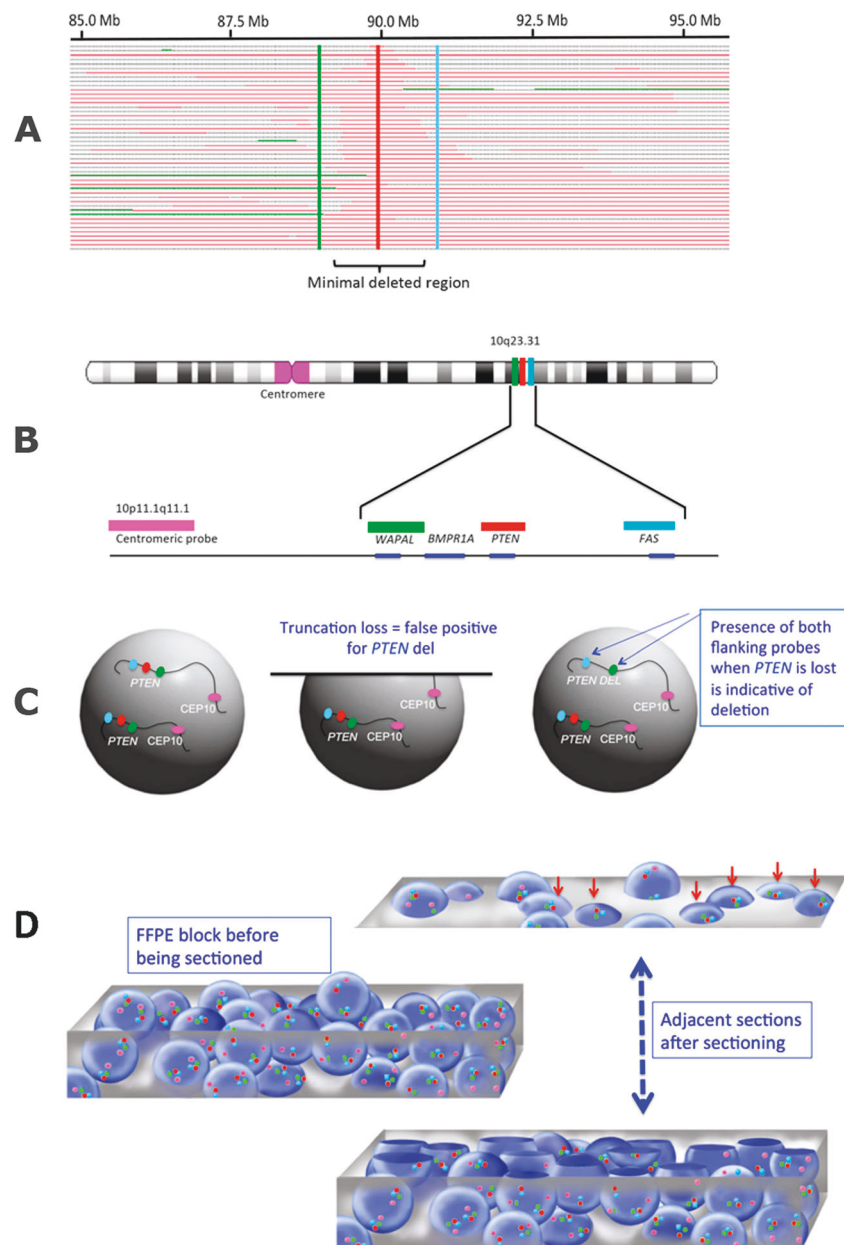 85.0 Mb 87.5 Mb 90.0 Mb 92.5 Mb 95.0 Mb
A
Minimal deleted region
10q23.31
Centromere
B
10p11.1q11.1
Centromeric probe
WAPAL BMPR1A PTEN FAS
C
PTEN
CEP10
PTEN
CEP10
Truncation loss = false positive
for PTEN del
PTEN
CEP10
PTEN DEL
CEP10
PTEN
CEP10
Presence of both
flanking probes
when PTEN is lost
is indicative of
deletion
D
FFPE block before
being sectioned
Adjacent sections
after sectioning